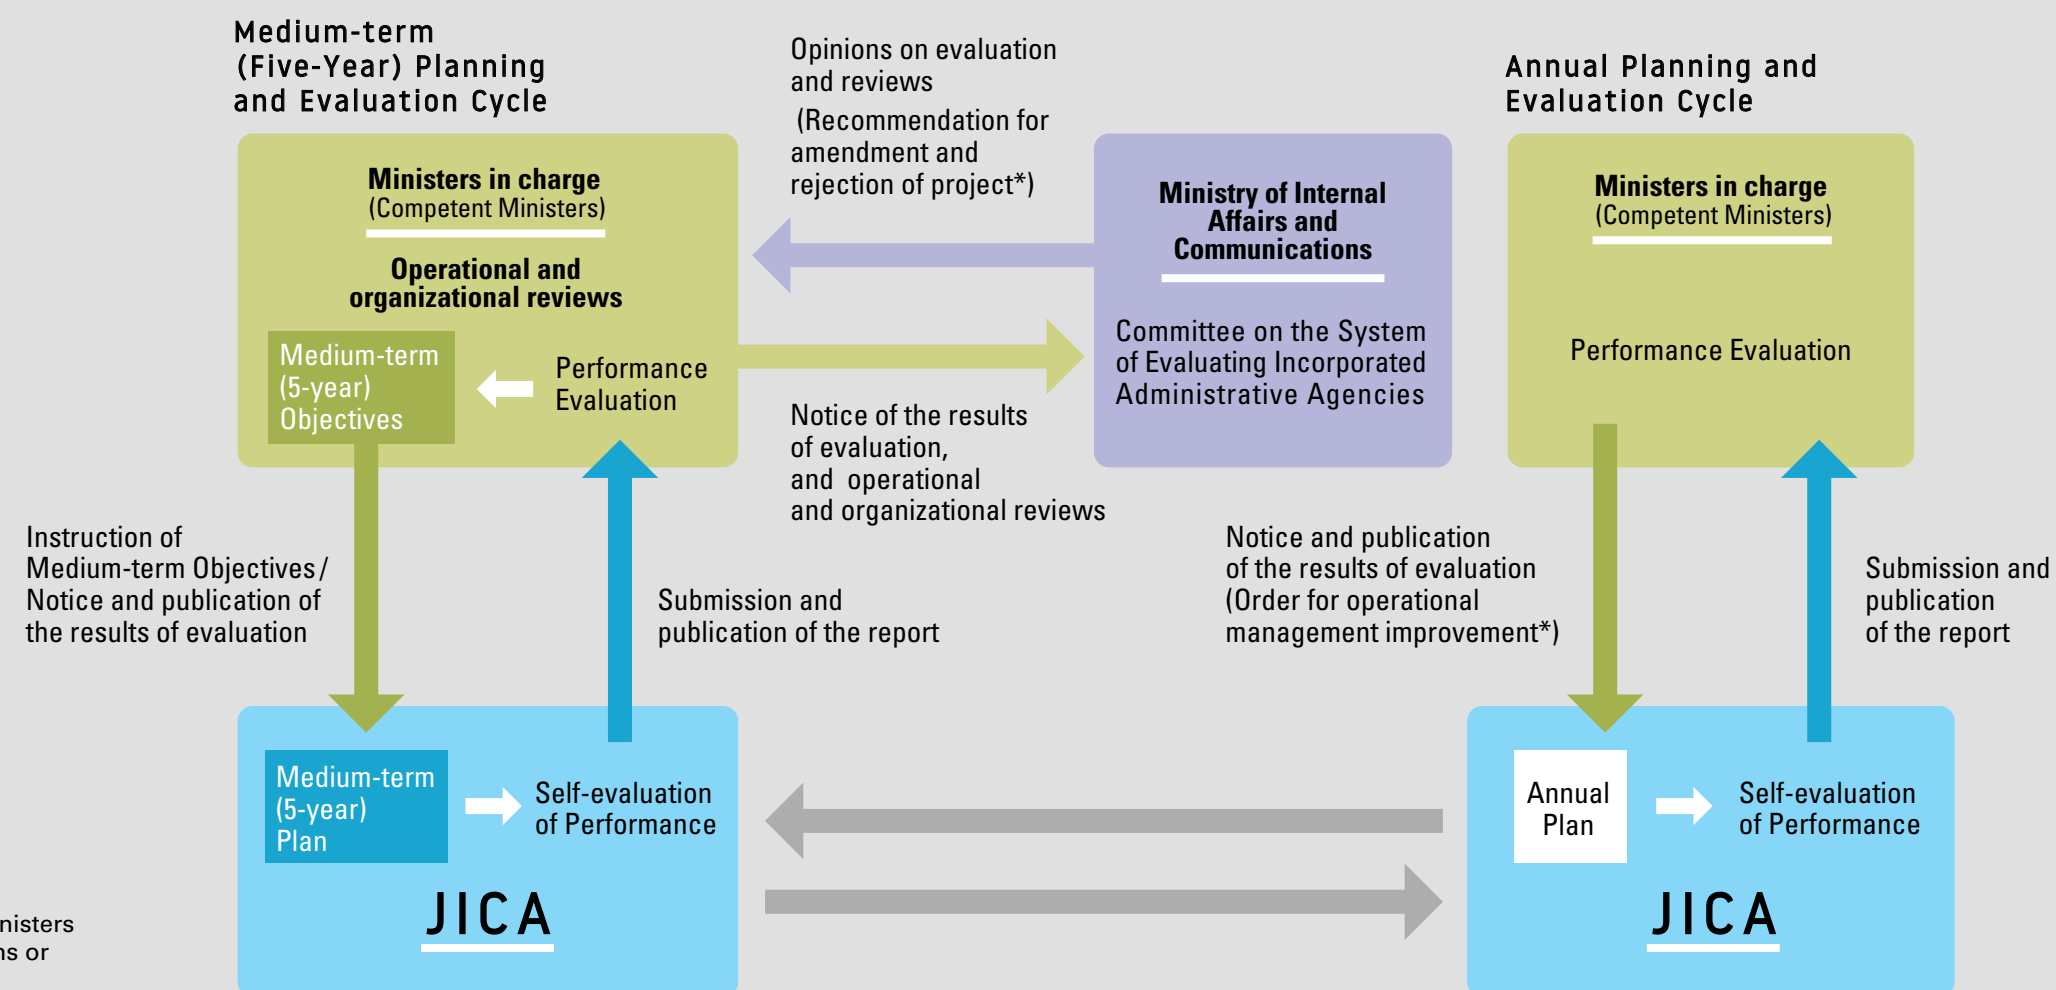 Medium-term
(Five-Year) Planning
and Evaluation Cycle
Ministers in charge
(Competent Ministers)
Operational and
organizational reviews
Medium-term
(5-year)
Objectives
Performance
Evaluation
Opinions on evaluation
and reviews
(Recommendation for
amendment and
rejection of project*)
Ministry of Internal
Affairs and
Communications
Committee on the System
of Evaluating Incorporated
Administrative Agencies
Notice of the results
of evaluation,
and operational
and organizational reviews
Annual Planning and
Evaluation Cycle
Ministers in charge
(Competent Ministers)
Performance Evaluation
Instruction of
Medium-term Objectives/
Notice and publication of
the results of evaluation
Submission and
publication of the report
Notice and publication
of the results of evaluation
(Order for operational
management improvement*)
Submission and
publication
of the report
Medium-term
(5-year)
Plan
Self-evaluation
of Performance
JICA
Annual
Plan
Self-evaluation
of Performance
JICA
or